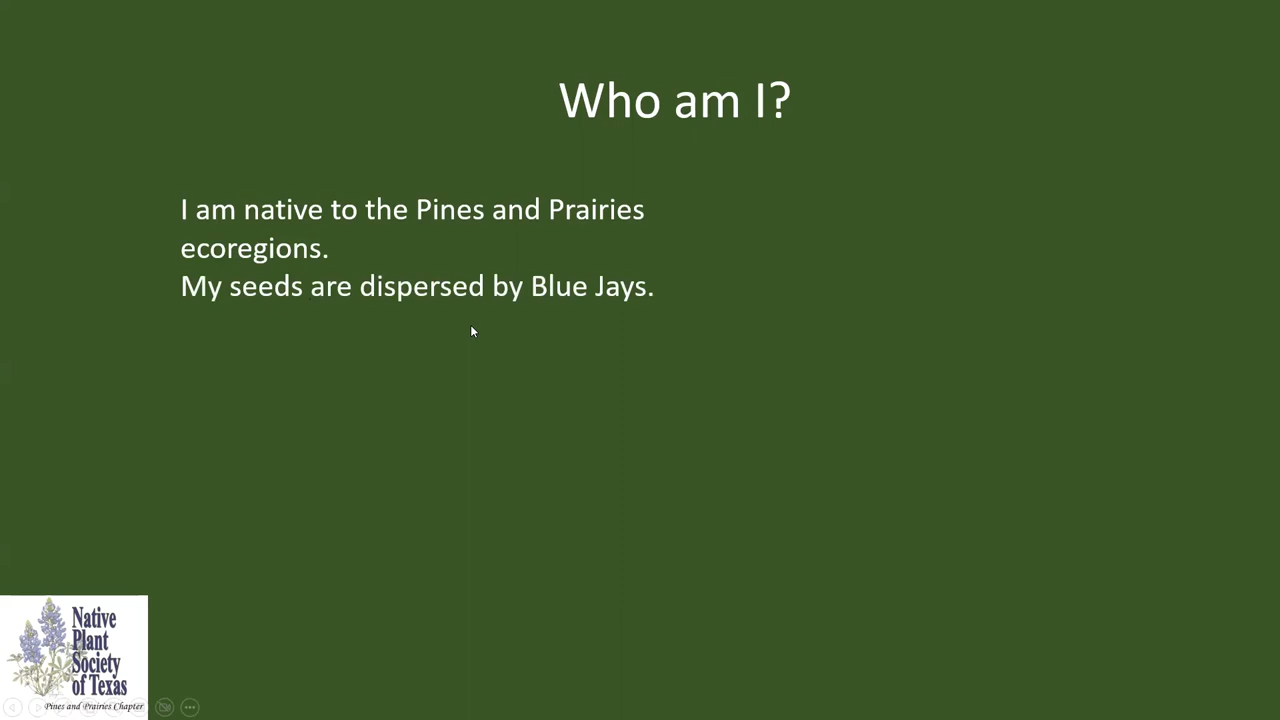 Who am I?
I am native to the Pines and Prairies
ecoregions.
My seeds are dispersed by Blue Jays.
Native
Plant
Society
of Texas
Pines and Prairies Chapter